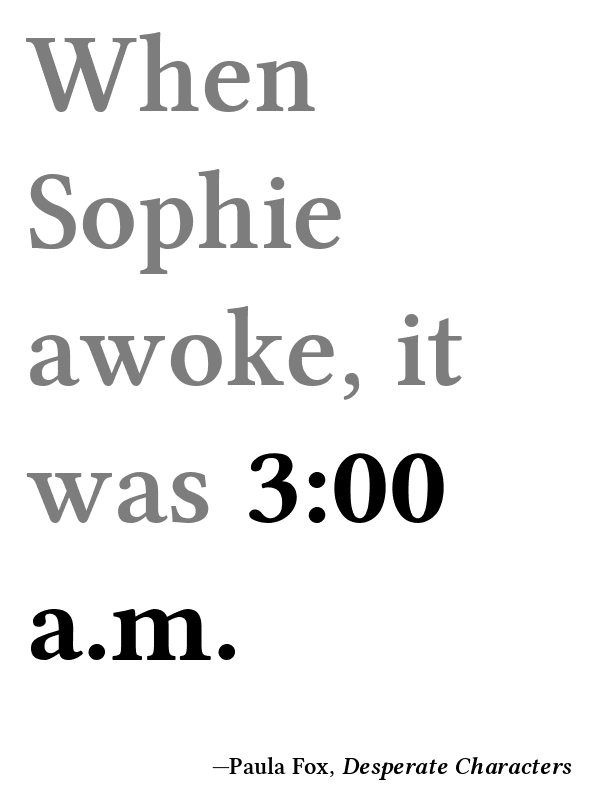 When
Sophie
awoke, it
was 3:00
a.m.
—Paula Fox, Desperate Characters